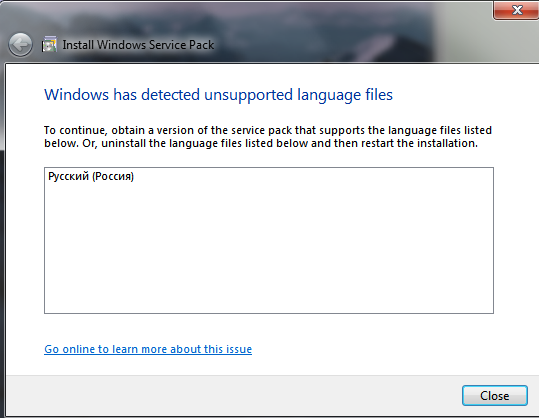 Install Windows Service Pack
Windows has detected unsupported language files
To continue, obtain a version of the service pack that supports the language files listed
below. Or, uninstall the language files listed below and then restart the installation.
Русский (Россия)
Go online to learn more about this issue
Close